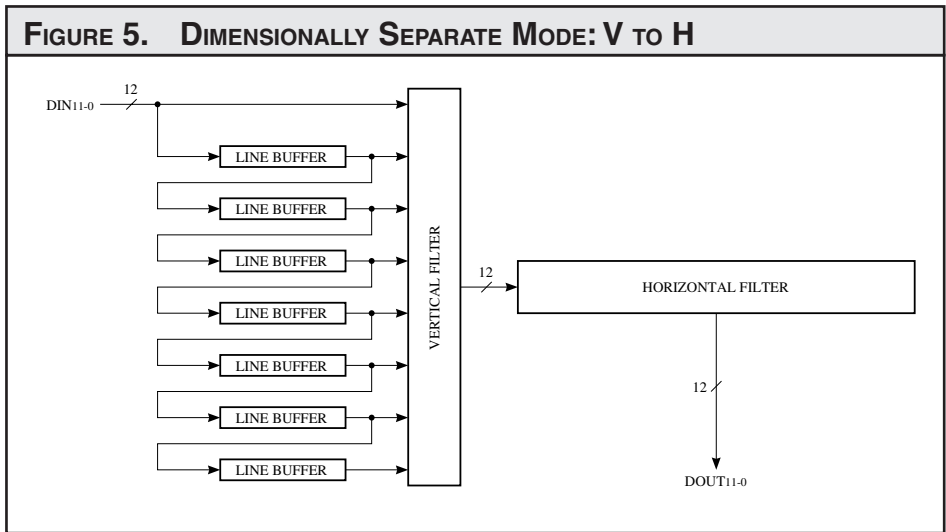 FIGURE 5. DIMENSIONALLY SEPARATE MODE: V TO H
12
DIN11-0
LINE BUFFER
LINE BUFFER
LINE BUFFER
LINE BUFFER
LINE BUFFER
LINE BUFFER
LINE BUFFER
VERTICAL FILTER
12
HORIZONTAL FILTER
12
DOUT11-0